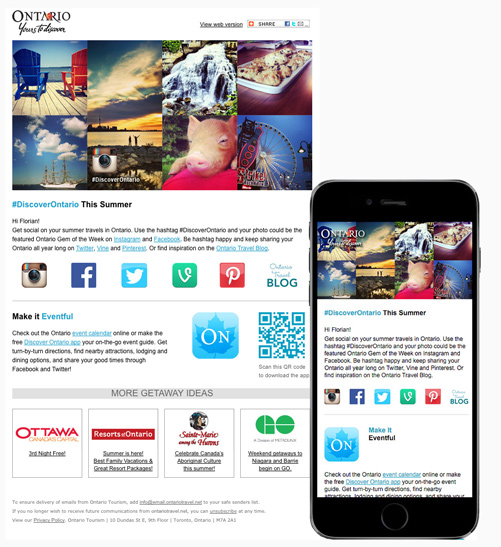 ONTARIO
Yours to discover
View web version
SHARE
#DiscoverOntario
#DiscoverOntario This Summer
Hi Florian!
Get social on your summer travels in Ontario. Use the hashtag #DiscoverOntario and your photo could be the
featured Ontario Gem of the Week on Instagram and Facebook. Be hashtag happy and keep sharing your
Ontario all year long on Twitter, Vine and Pinterest. Or find inspiration on the Ontario Travel Blog.
Ontario
Travel
BLOG
Make it Eventful
Check out the Ontario event calendar online or make the
free Discover Ontario app your on-the-go event guide. Get
turn-by-turn directions, find nearby attractions, lodging and
dining options, and share your good times through
Facebook and Twitter!
On
Scan this QR code
to download the app
MORE GETAWAY IDEAS
OTTAWA
CANADA'S CAPITAL
3rd Night Free!
Resorts of Ontario
Summer is here!
Best Family Vacations &
Great Resort Packages!
Sainte-Marie
among the Hurons
Celebrate Canada's
Aboriginal Culture
this summer!
GO
A Division of METROLINX
Weekend getaways to
Niagara and Barrie
begin on GO.
To ensure delivery of emails from Ontario Tourism, add info@email.ontariotravel.net to your safe senders list.
If you no longer wish to receive future communications from ontariotravel.net, you can unsubscribe at any time.
View our Privacy Policy. Ontario Tourism | 10 Dundas St E, 9th Floor | Toronto, Ontario | M7A 2A1
ONTARIO
Yours to discover
#DiscoverOntario This Summer
Hi Florian!
Get social on your summer travels in Ontario. Use the
hashtag #DiscoverOntario and your photo could be the
featured Ontario Gem of the Week on Instagram and
Facebook. Be hashtag happy and keep sharing your
Ontario all year long on Twitter, Vine and Pinterest. Or
find inspiration on the Ontario Travel Blog.
Ontario
Travel
BLOG
On
Make It
Eventful
Check out the Ontario event calendar online or make
the free Discover Ontario app your on-the-go event
guide. Get turn-by-turn directions, find nearby
attractions, lodging and dining options, and share your